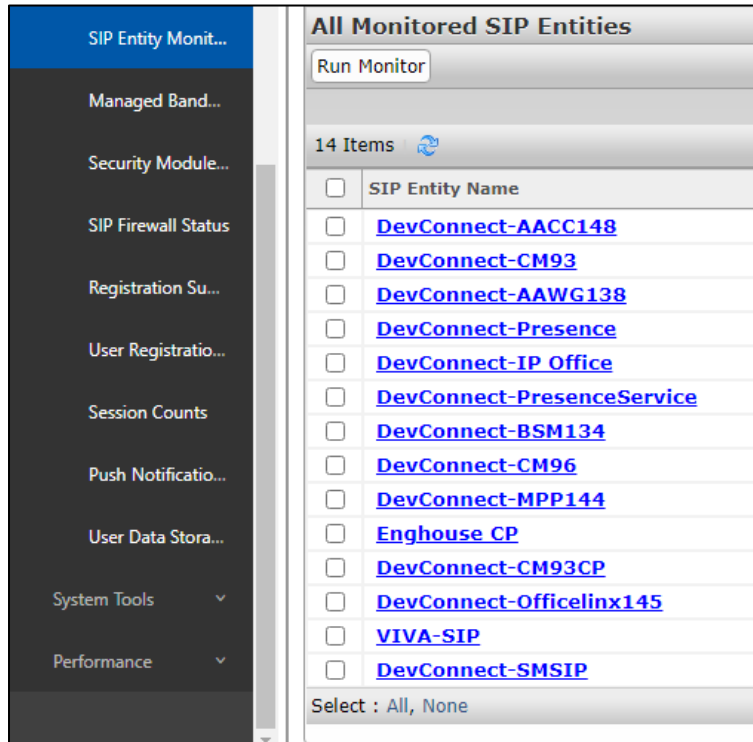 SIP Entity Monit...
Managed Band...
Security Module...
SIP Firewall Status
Registration Su...
User Registratio...
Session Counts
Push Notificatio...
User Data Stora...
System Tools
Performance
All Monitored SIP Entities
Run Monitor
14 Items
SIP Entity Name
DevConnect-AACC148
DevConnect-CM93
DevConnect-AAWG138
DevConnect-Presence
DevConnect-IP Office
DevConnect-PresenceService
DevConnect-BSM134
DevConnect-CM96
DevConnect-MPP144
Enghouse CP
DevConnect-CM93CP
DevConnect-Officelinx145
VIVA-SIP
DevConnect-SMSIP
Select : All, None